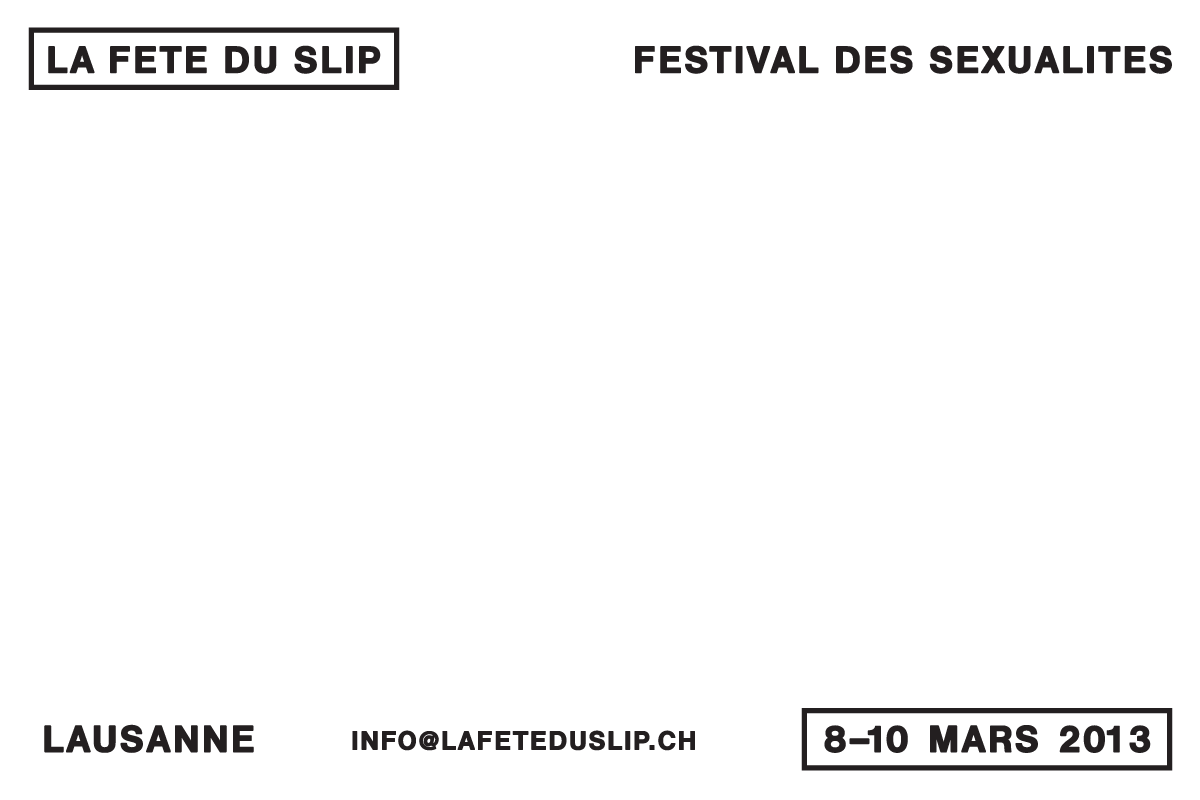 LA FETE DU SLIP
FESTIVAL DES SEXUALITES
LAUSANNE
INFO@LAFETEDUSLIP.CH
8–10 MARS 2013